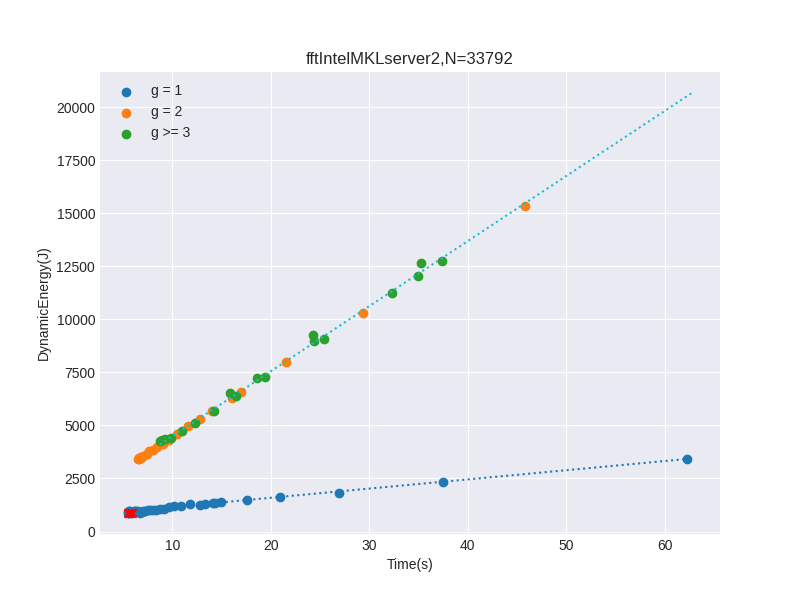 fftIntelMKLserver2,N=33792
g = 1
g = 2
g >= 3
DynamicEnergy(J)
20000
17500
15000
12500
10000
7500
5000
2500
0
10 20 30 40 50 60
Time(s)